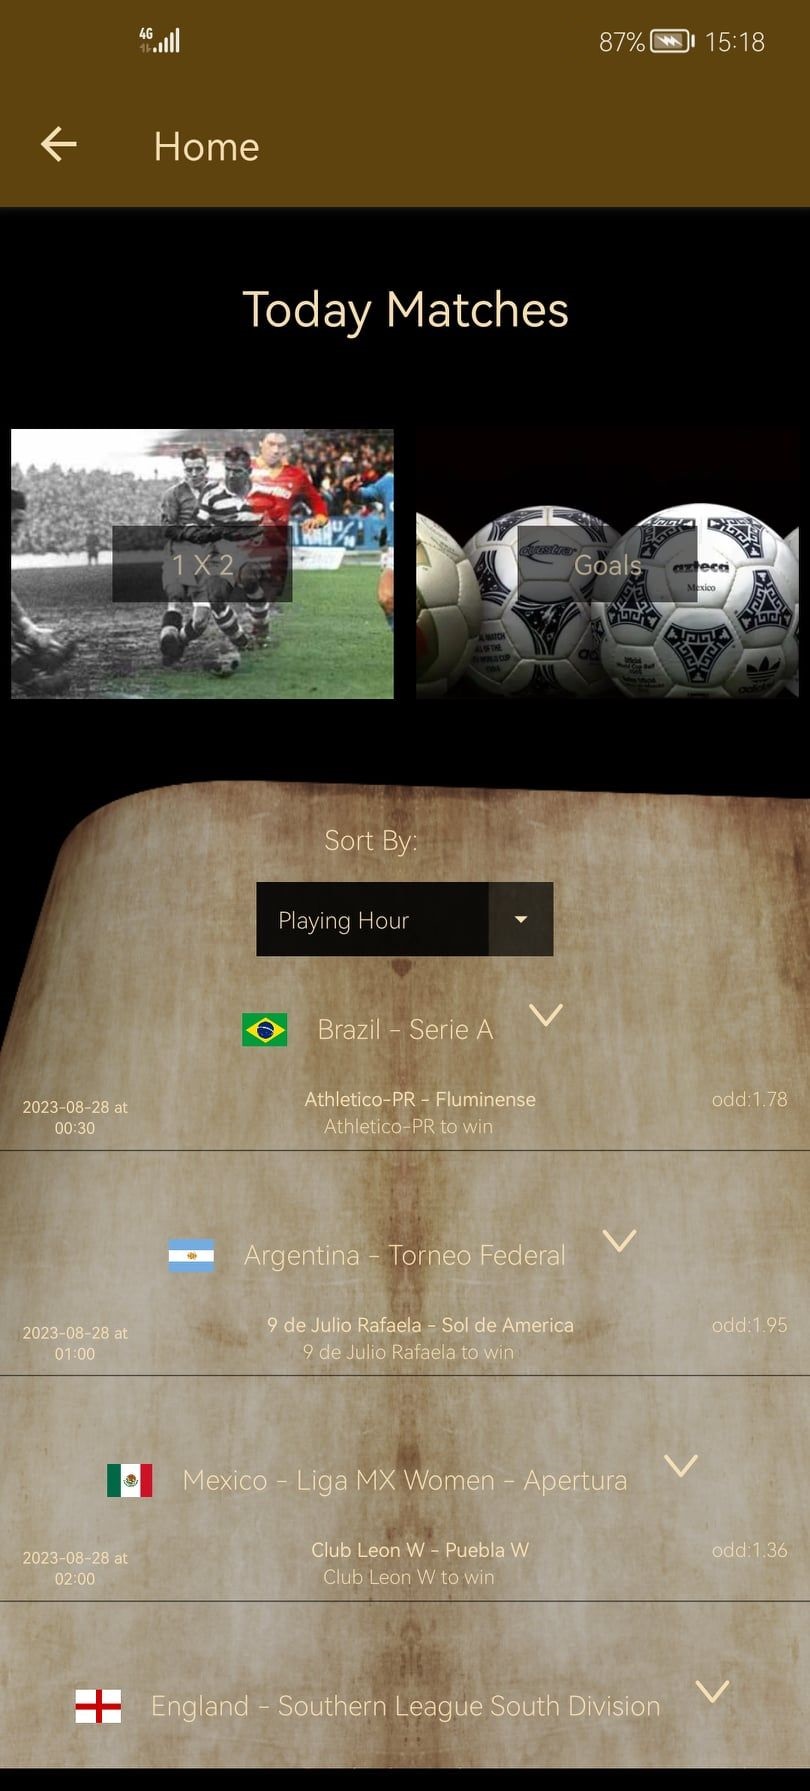 4G
87% 15:18
Home
Today Matches
1 X 2
Goals
Questra
azteca
Mexico
adidas
Sort By:
Playing Hour
Brazil - Serie A
2023-08-28 at
00:30
Athletico-PR - Fluminense
Athletico-PR to win
odd:1.78
Argentina - Torneo Federal
2023-08-28 at
01:00
9 de Julio Rafaela - Sol de America
9 de Julio Rafaela to win
odd:1.95
Mexico - Liga MX Women - Apertura
2023-08-28 at
02:00
Club Leon W - Puebla W
Club Leon W to win
odd:1.36
England - Southern League South Division